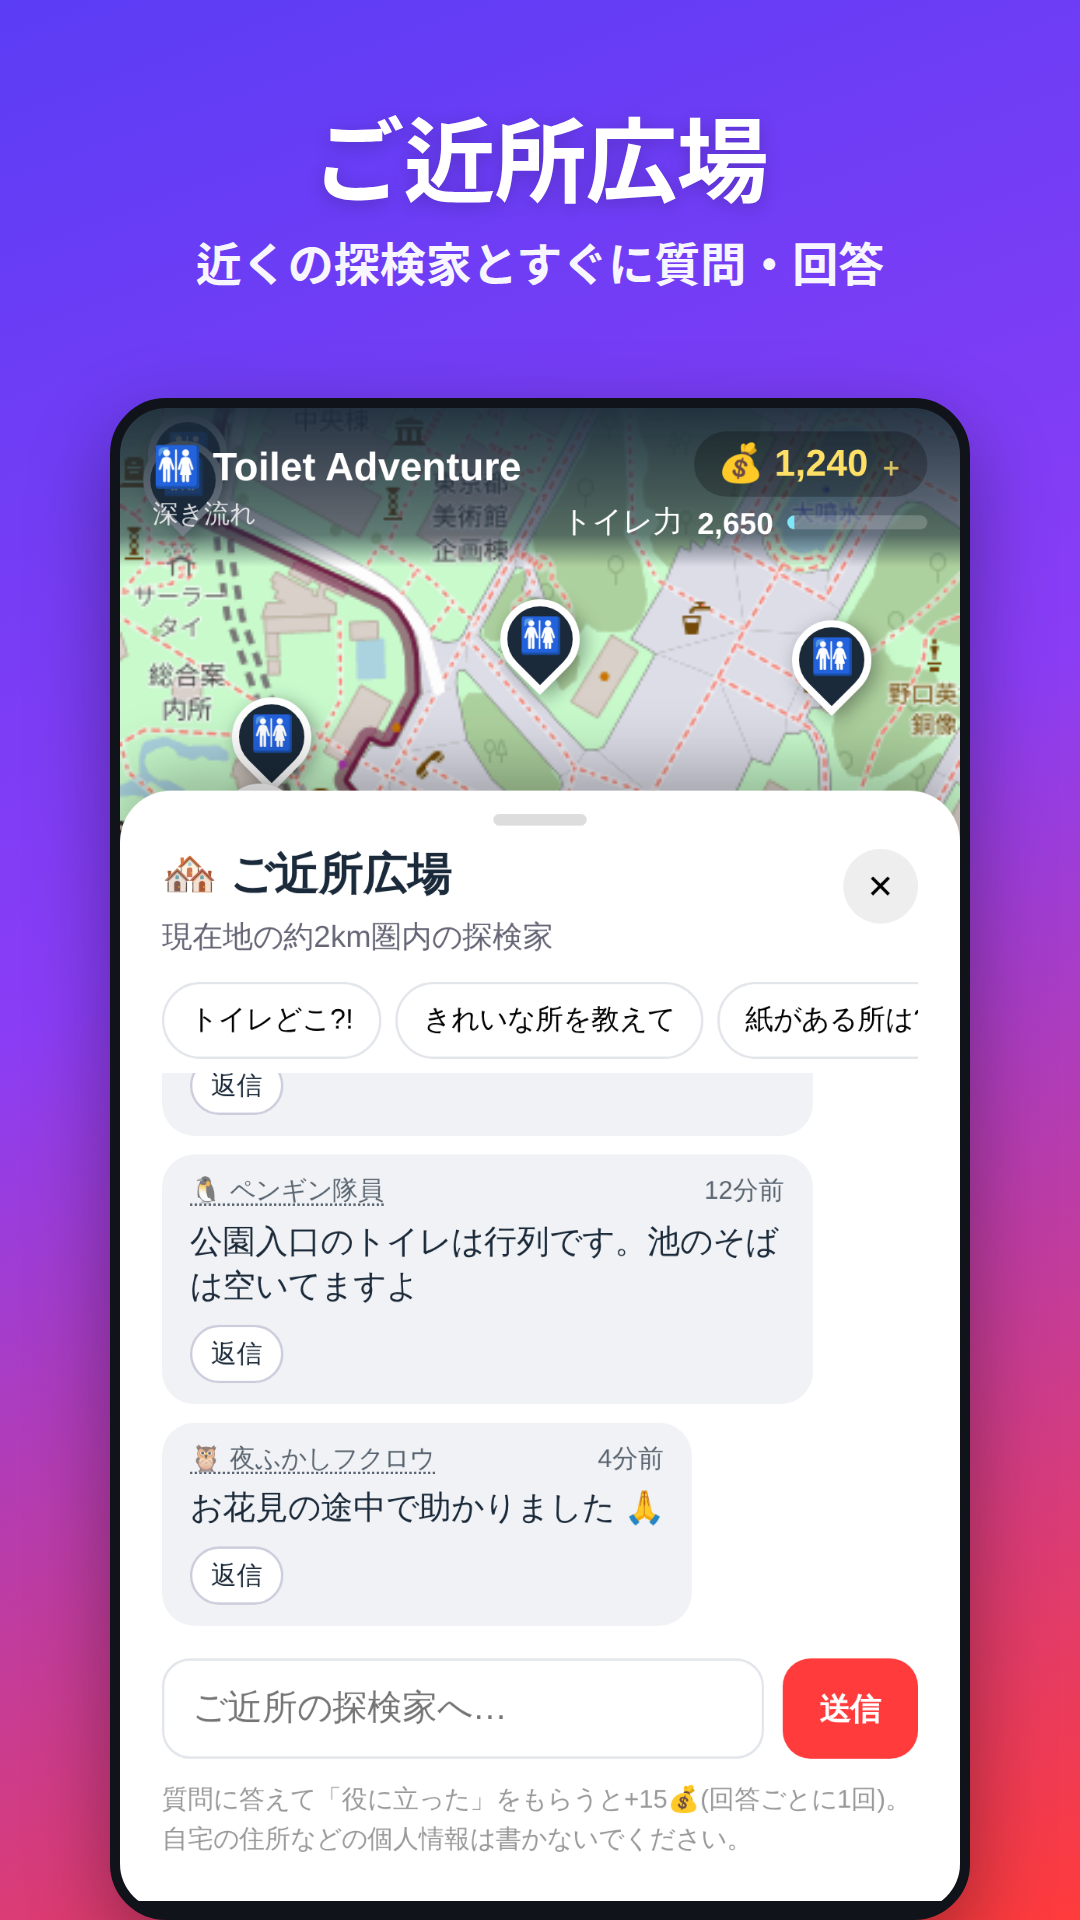 ご近所広場
近くの探検家とすぐに質問・回答
中央棟
🚻 Toilet Adventure
💰 1,240 +
深き流れ
トイレ力 2,650
大噴水
東京都
美術館
企画棟
サーラー
タイ
総合案
内所
野口英
銅像
🏘️ ご近所広場
✕
現在地の約2km圏内の探検家
トイレどこ?!
きれいな所を教えて
紙がある所は?
返信
🐧 ペンギン隊員
12分前
公園入口のトイレは行列です。池のそば
は空いてますよ
返信
🦉 夜ふかしフクロウ
4分前
お花見の途中で助かりました 🙏
返信
ご近所の探検家へ…
送信
質問に答えて「役に立った」をもらうと+15💰(回答ごとに1回)。
自宅の住所などの個人情報は書かないでください。